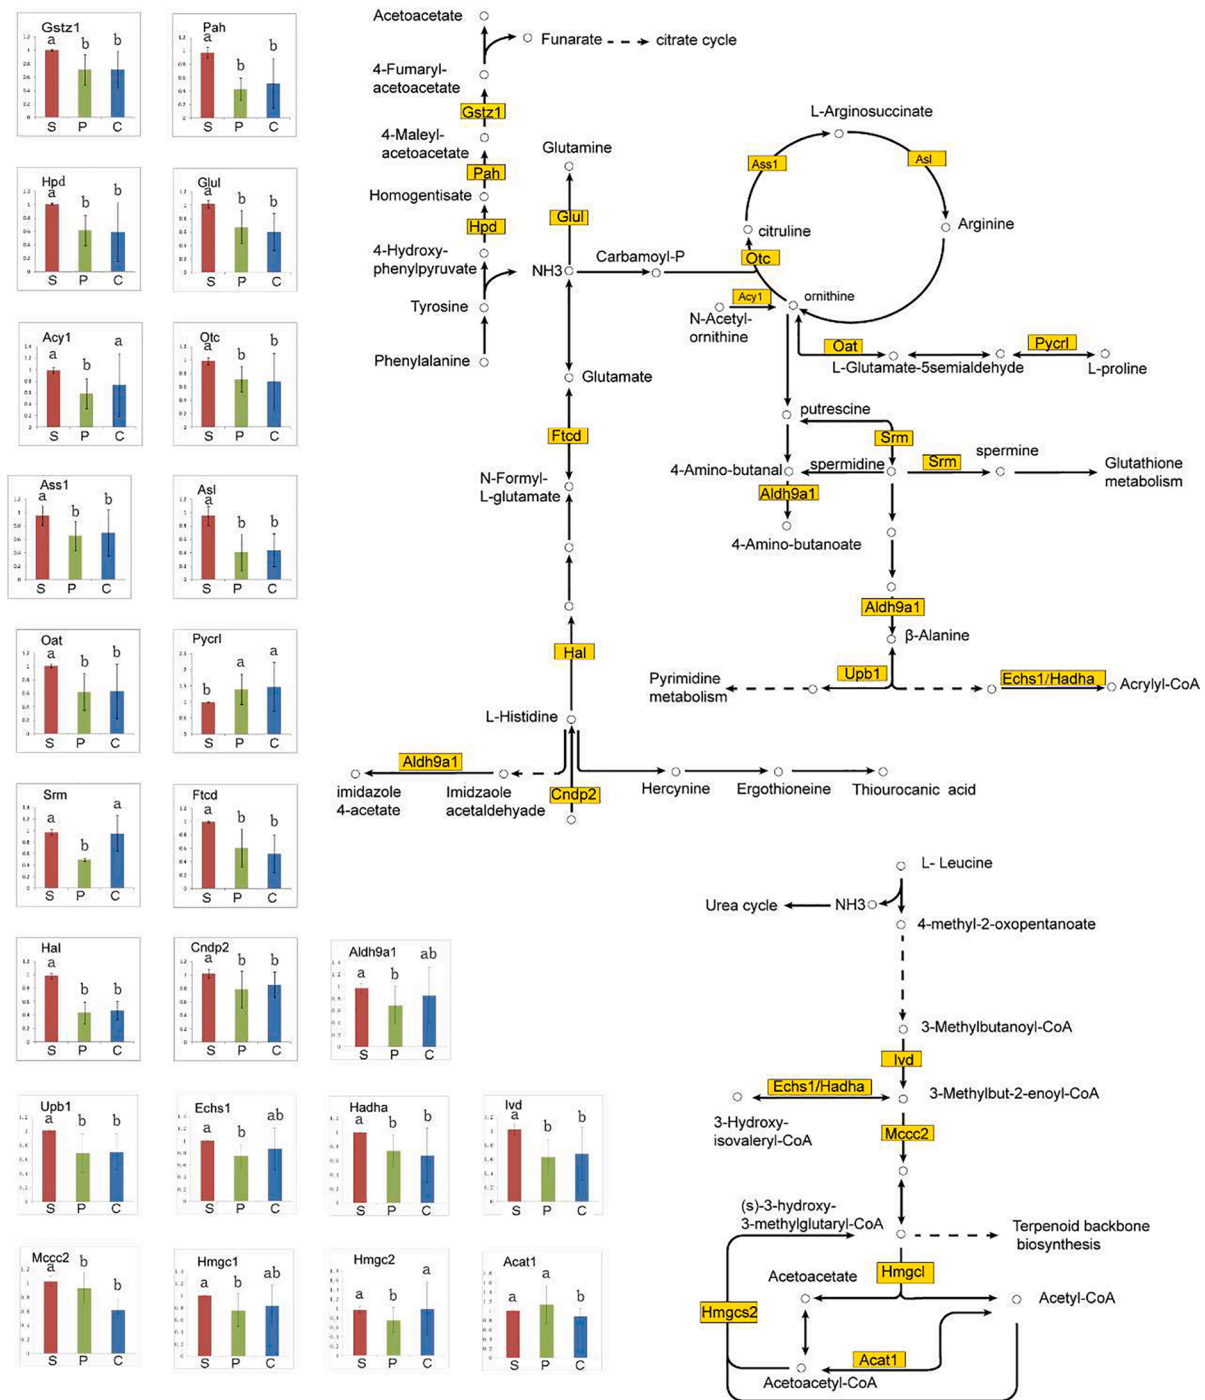 Gstz1
a b b
S P C
Pah
a b b
S P C
Hpd
a b b
S P C
Glul
a b b
S P C
Acy1
a b a
S P C
Otc
a b b
S P C
Ass1
a b b
S P C
Asl
a b b
S P C
Oat
a b b
S P C
Pycrl
b a a
S P C
Srm
a b a
S P C
Ftcd
a b b
S P C
Hal
a b b
S P C
Cndp2
a b b
S P C
Aldh9a1
a b ab
S P C
Upb1
a b b
S P C
Echs1
a b ab
S P C
Hadha
a b b
S P C
Ivd
a b b
S P C
Mccc2
a b b
S P C
Hmgc1
a b ab
S P C
Hmgc2
a b a
S P C
Acat1
a a b
S P C
Acetoacetate
Funarate
citrate cycle
4-Fumaryl-
acetoacetate
Gstz1
4-Maleyl-
acetoacetate
Pah
Homogentisate
Hpd
4-Hydroxy-
phenylpyruvate
Tyrosine
Phenylalanine
Glutamine
Glul
NH3
Carbamoyl-P
Glutamate
Ftcd
N-Formyl-
L-glutamate
Hal
L-Histidine
Aldh9a1
imidazole
4-acetate
Imidzaole
acetaldehyade
Cndp2
Hercynine
Ergothioneine
Thiourocanic acid
L-Arginosuccinate
Ass1
Asl
citruline
Arginine
Otc
Acy1
ornithine
N-Acetyl-
ornithine
Oat
Pycrl
L-Glutamate-5semialdehyde
L-proline
putrescine
Srm
4-Amino-butanal
spermidine
Srm
spermine
Glutathione
metabolism
Aldh9a1
4-Amino-butanoate
Aldh9a1
β-Alanine
Pyrimidine
metabolism
Upb1
Echs1/Hadha
Acrylyl-CoA
L- Leucine
Urea cycle
NH3
4-methyl-2-oxopentanoate
3-Methylbutanoyl-CoA
Ivd
Echs1/Hadha
3-Methylbut-2-enoyl-CoA
3-Hydroxy-
isovaleryl-CoA
Mccc2
(s)-3-hydroxy-
3-methylglutaryl-CoA
Terpenoid backbone
biosynthesis
Acetoacetate
Hmgcl
Hmgcs2
Acetyl-CoA
Acat1
Acetoacetyl-CoA